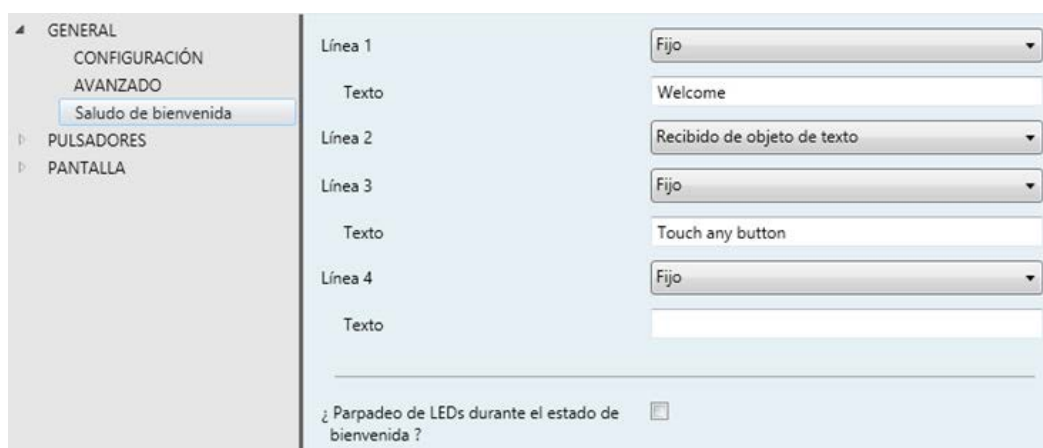 GENERAL
CONFIGURACIÓN
AVANZADO
Saludo de bienvenida
PULSADORES
PANTALLA
Línea 1 Fijo
Texto Welcome
Línea 2 Recibido de objeto de texto
Línea 3 Fijo
Texto Touch any button
Línea 4 Fijo
Texto
¿ Parpadeo de LEDs durante el estado de
bienvenida ?